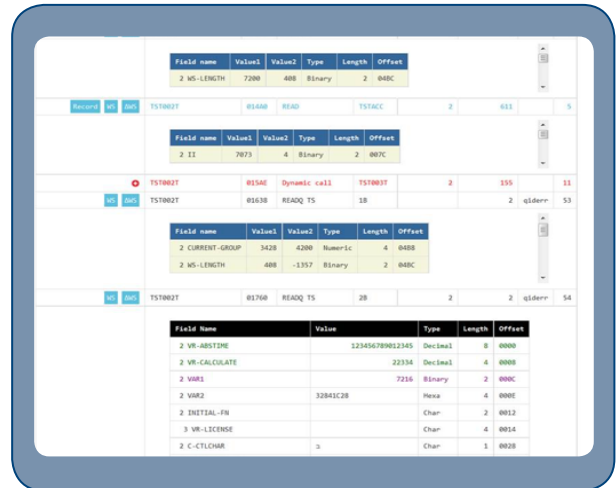 Field name Value1 Value2 Type Length Offset
2 WS-LENGTH 7200 408 Binary 2 04BC
Record WS ΔWS TST002T 014A0 READ TSTACC 2 611 5
Field name Value1 Value2 Type Length Offset
2 II 7073 4 Binary 2 007C
TST002T 015AE Dynamic call TST003T 2 155 11
WS ΔWS TST002T 01638 READQ TS 1B 2 qiderr 53
Field name Value1 Value2 Type Length Offset
2 CURRENT-GROUP 3428 4200 Numeric 4 04B8
2 WS-LENGTH 408 -1357 Binary 2 04BC
WS ΔWS TST002T 01760 READQ TS 2B 2 2 qiderr 54
Field Name Value Type Length Offset
2 VR-ABSTIME 123456789012345 Decimal 8 0000
2 VR-CALCULATE 22334 Decimal 4 0008
2 VAR1 7216 Binary 2 000C
2 VAR2 32841C28 Hexa 4 000E
2 INITIAL-FN Char 2 0012
3 VR-LICENSE Char 4 0014
2 C-CTLCHAR Char 1 0028